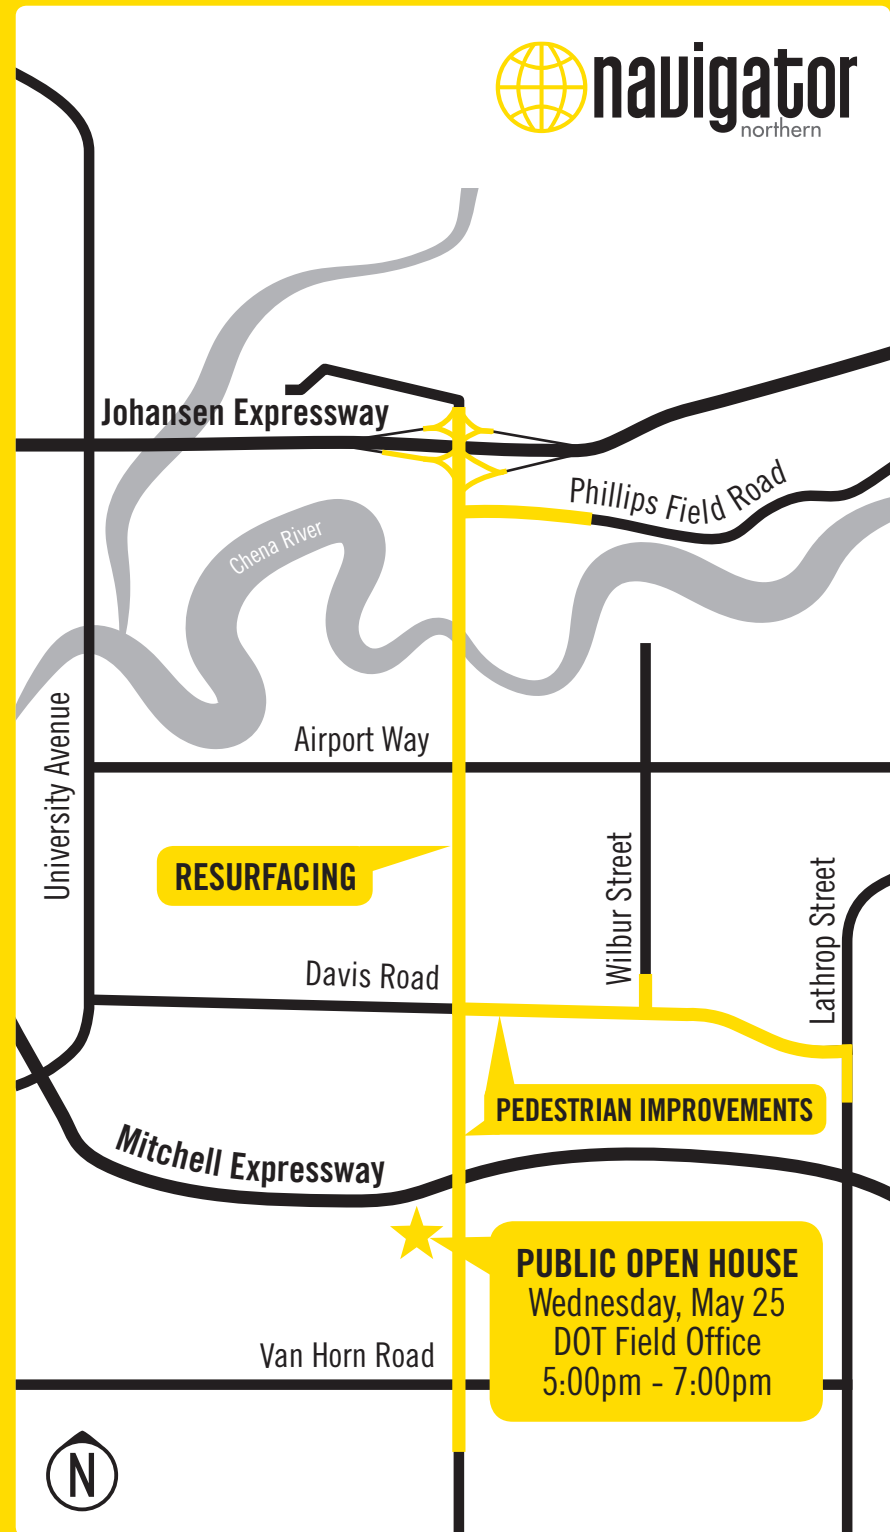 navigator
northern
Johansen Expressway
Phillips Field Road
Chena River
University Avenue
Airport Way
RESURFACING
Wilbur Street
Lathrop Street
Davis Road
PEDESTRIAN IMPROVEMENTS
Mitchell Expressway
PUBLIC OPEN HOUSE
Wednesday, May 25
DOT Field Office
5:00pm - 7:00pm
Van Horn Road
N